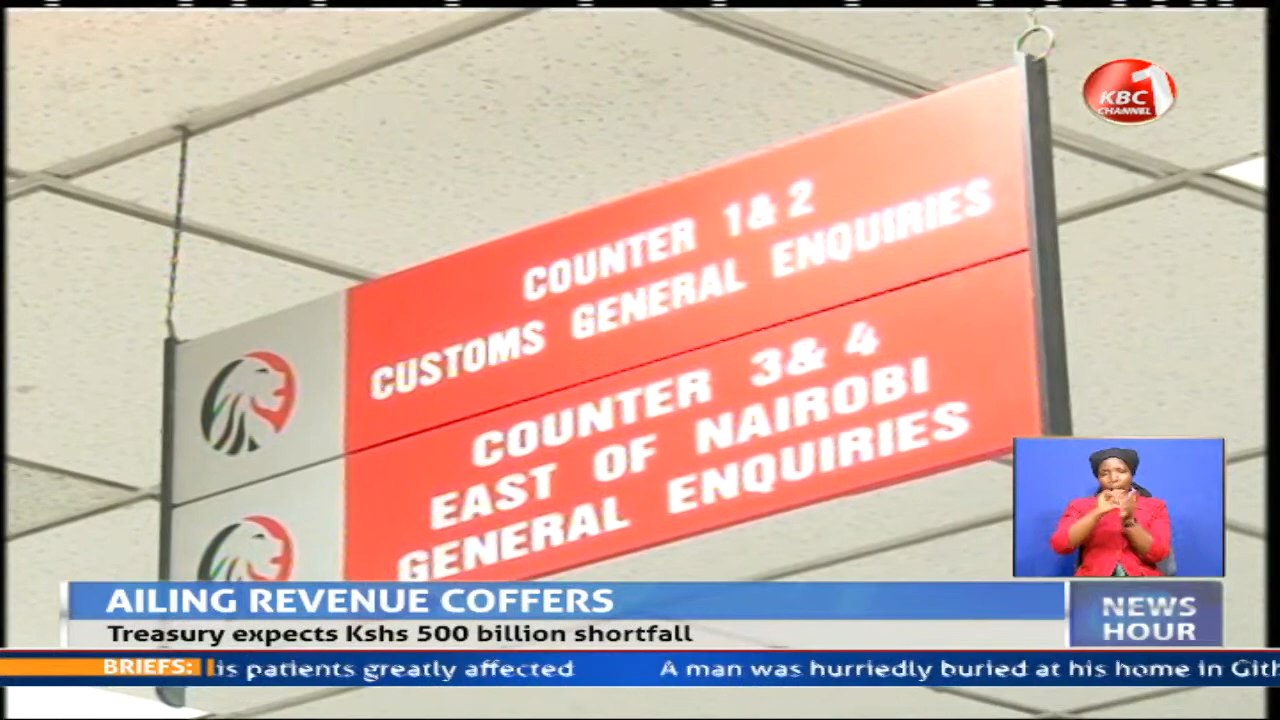 KBC 1
CHANNEL
COUNTER 1& 2
CUSTOMS GENERAL ENQUIRIES
COUNTER 3& 4
EAST OF NAIROBI
GENERAL ENQUIRIES
AILING REVENUE COFFERS
Treasury expects Kshs 500 billion shortfall
NEWS
HOUR
BRIEFS: is patients greatly affected A man was hurriedly buried at his home in Gith